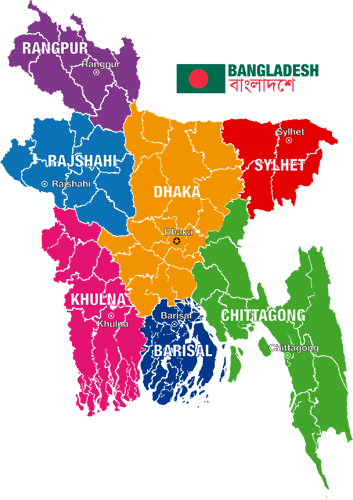 RANGPUR
Rangpur
BANGLADESH
বাংলাদেশে
RAJSHAHI
Rajshahi
Sylhet
SYLHET
DHAKA
Dhaka
KHULNA
Khulna
Barisal
BARISAL
CHITTAGONG
Chittagong